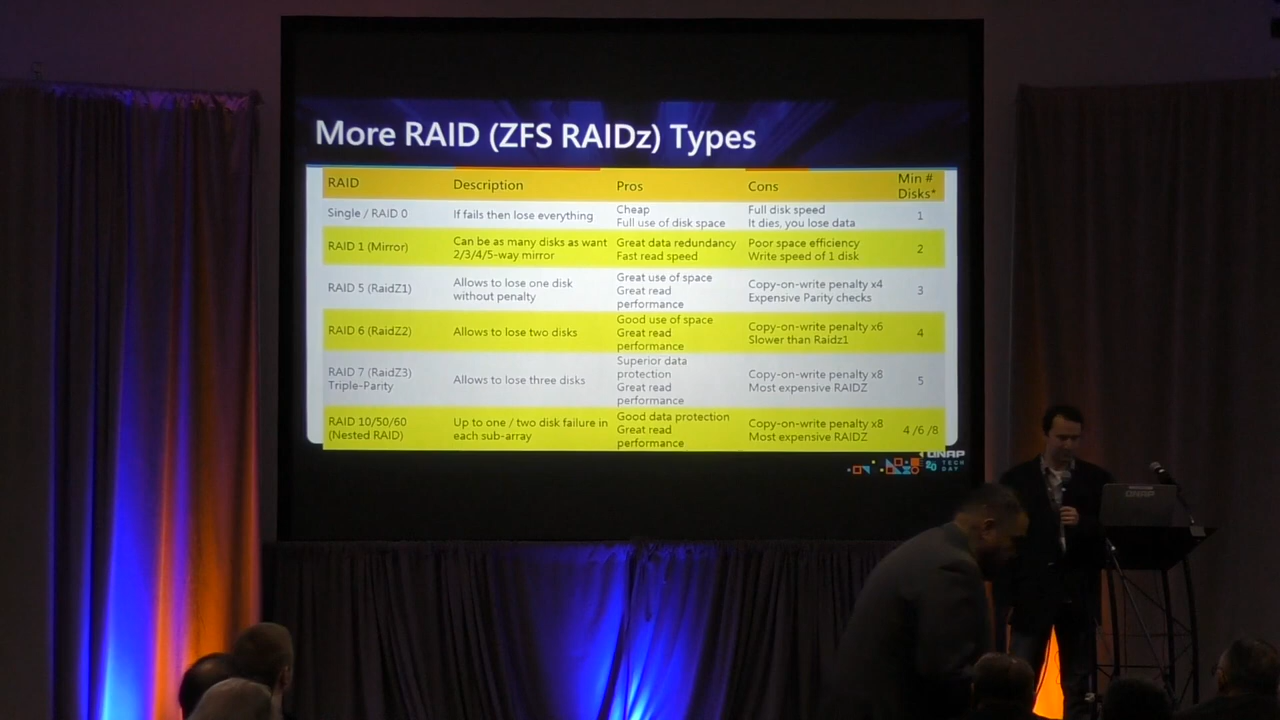 More RAID (ZFS RAIDz) Types
RAID Description Pros Cons Min #
Disks*
Single / RAID 0 If fails then lose everything Cheap
Full use of disk space Full disk speed
It dies, you lose data 1
RAID 1 (Mirror) Can be as many disks as want
2/3/4/5-way mirror Great data redundancy
Fast read speed Poor space efficiency
Write speed of 1 disk 2
RAID 5 (RaidZ1) Allows to lose one disk
without penalty Great use of space
Great read
performance Copy-on-write penalty x4
Expensive Parity checks 3
RAID 6 (RaidZ2) Allows to lose two disks Good use of space
Great read
performance Copy-on-write penalty x6
Slower than Raidz1 4
RAID 7 (RaidZ3)
Triple-Parity Allows to lose three disks Superior data
protection
Great read
performance Copy-on-write penalty x8
Most expensive RAIDZ 5
RAID 10/50/60
(Nested RAID) Up to one / two disk failure in
each sub-array Good data protection
Great read
performance Copy-on-write penalty x8
Most expensive RAIDZ 4 /6 /8
QNAP
20 TECH
DAY
QNAP